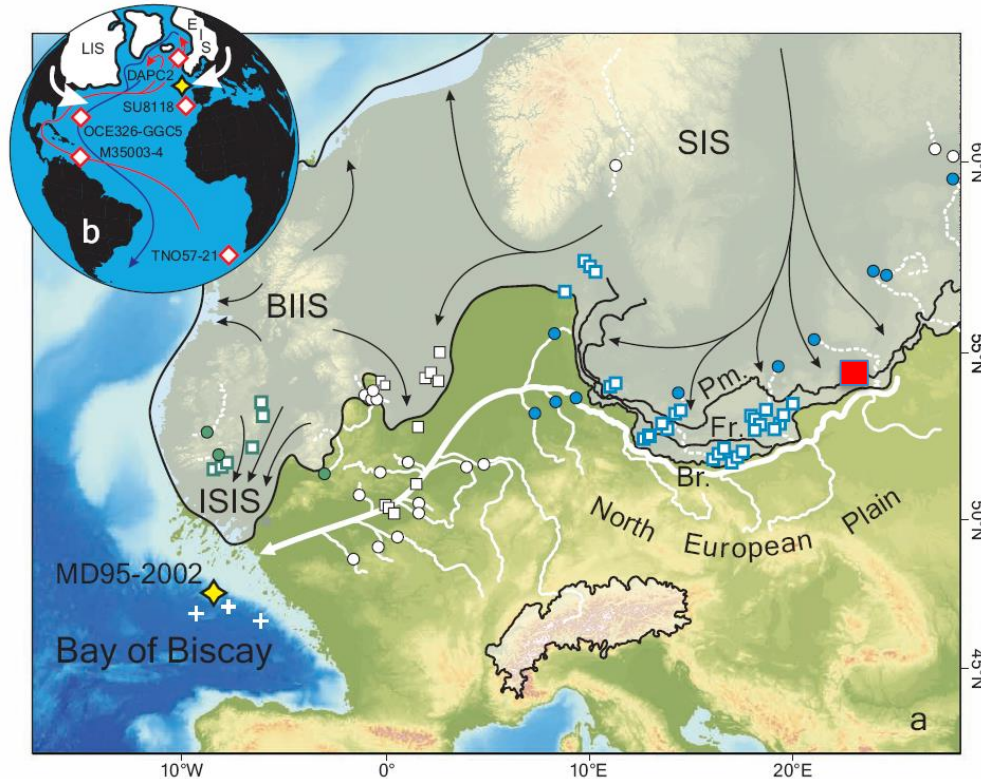 LIS
E
I
S
DAPC2
SU8118
OCE326-GGC5
M35003-4
TNO57-21
b
SIS
BIIS
ISIS
Pm.
Fr.
Br.
North European Plain
MD95-2002
Bay of Biscay
a
60°N
55°N
50°N
45°N
10°W
0°
10°E
20°E